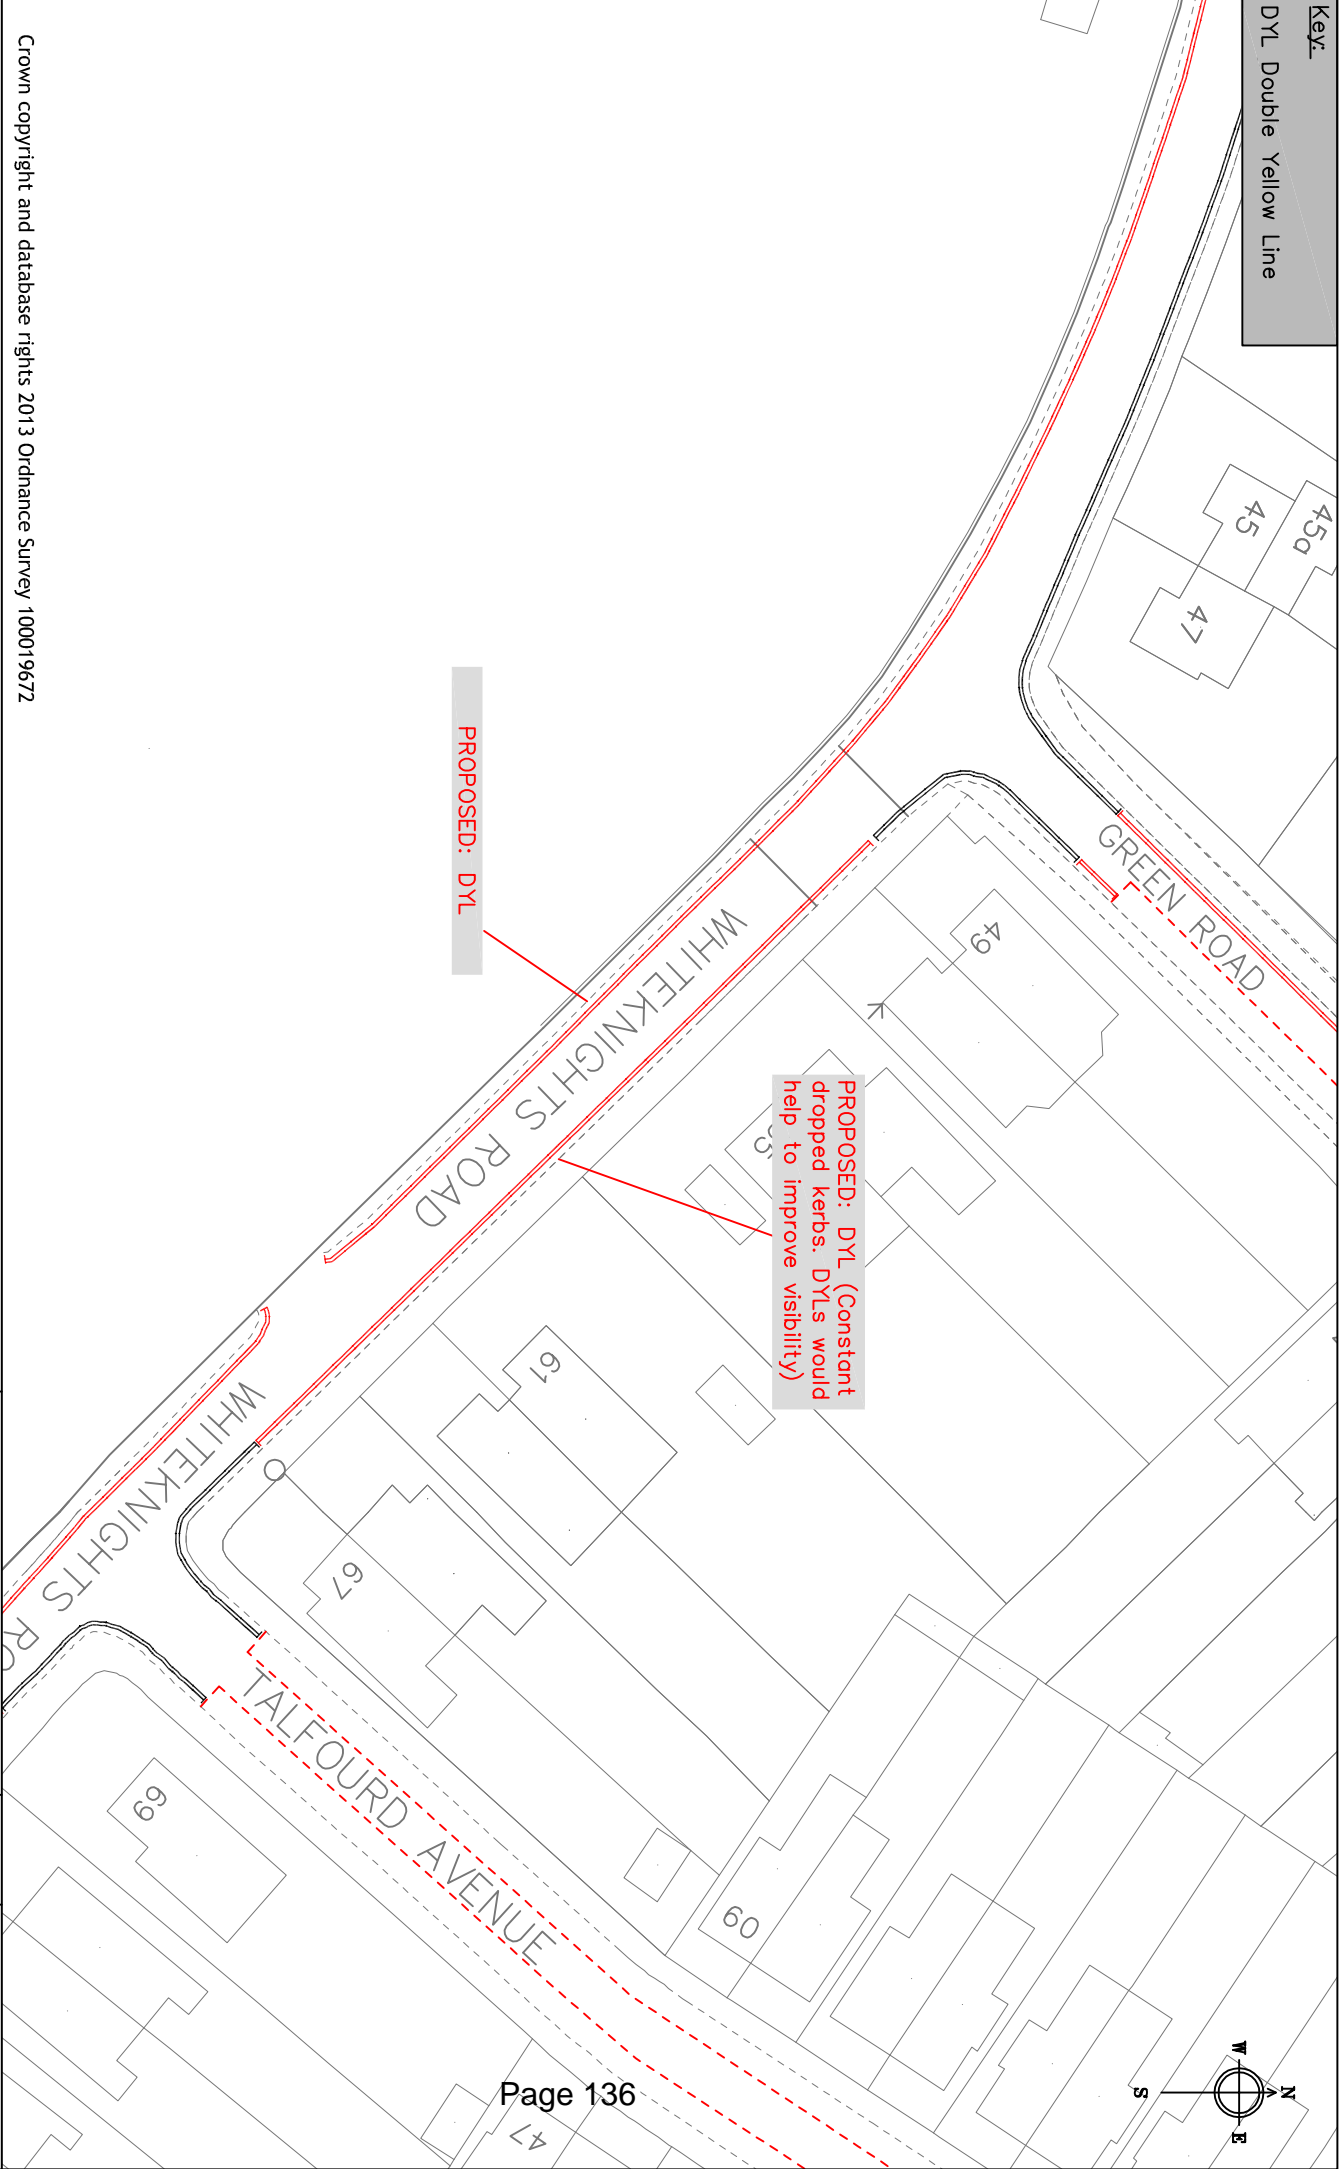 Key:
DYL Double Yellow Line
45a
45
47
GREEN ROAD
49
PROPOSED: DYL (Constant
dropped kerbs. DYLs would
help to improve visibility)
WHITEKNIGHTS ROAD
PROPOSED: DYL
61
67
WHITEKNIGHTS
TALFOURD AVENUE
69
60
47
N
W
E
S
Page 136
Crown copyright and database rights 2013 Ordnance Survey 100019672